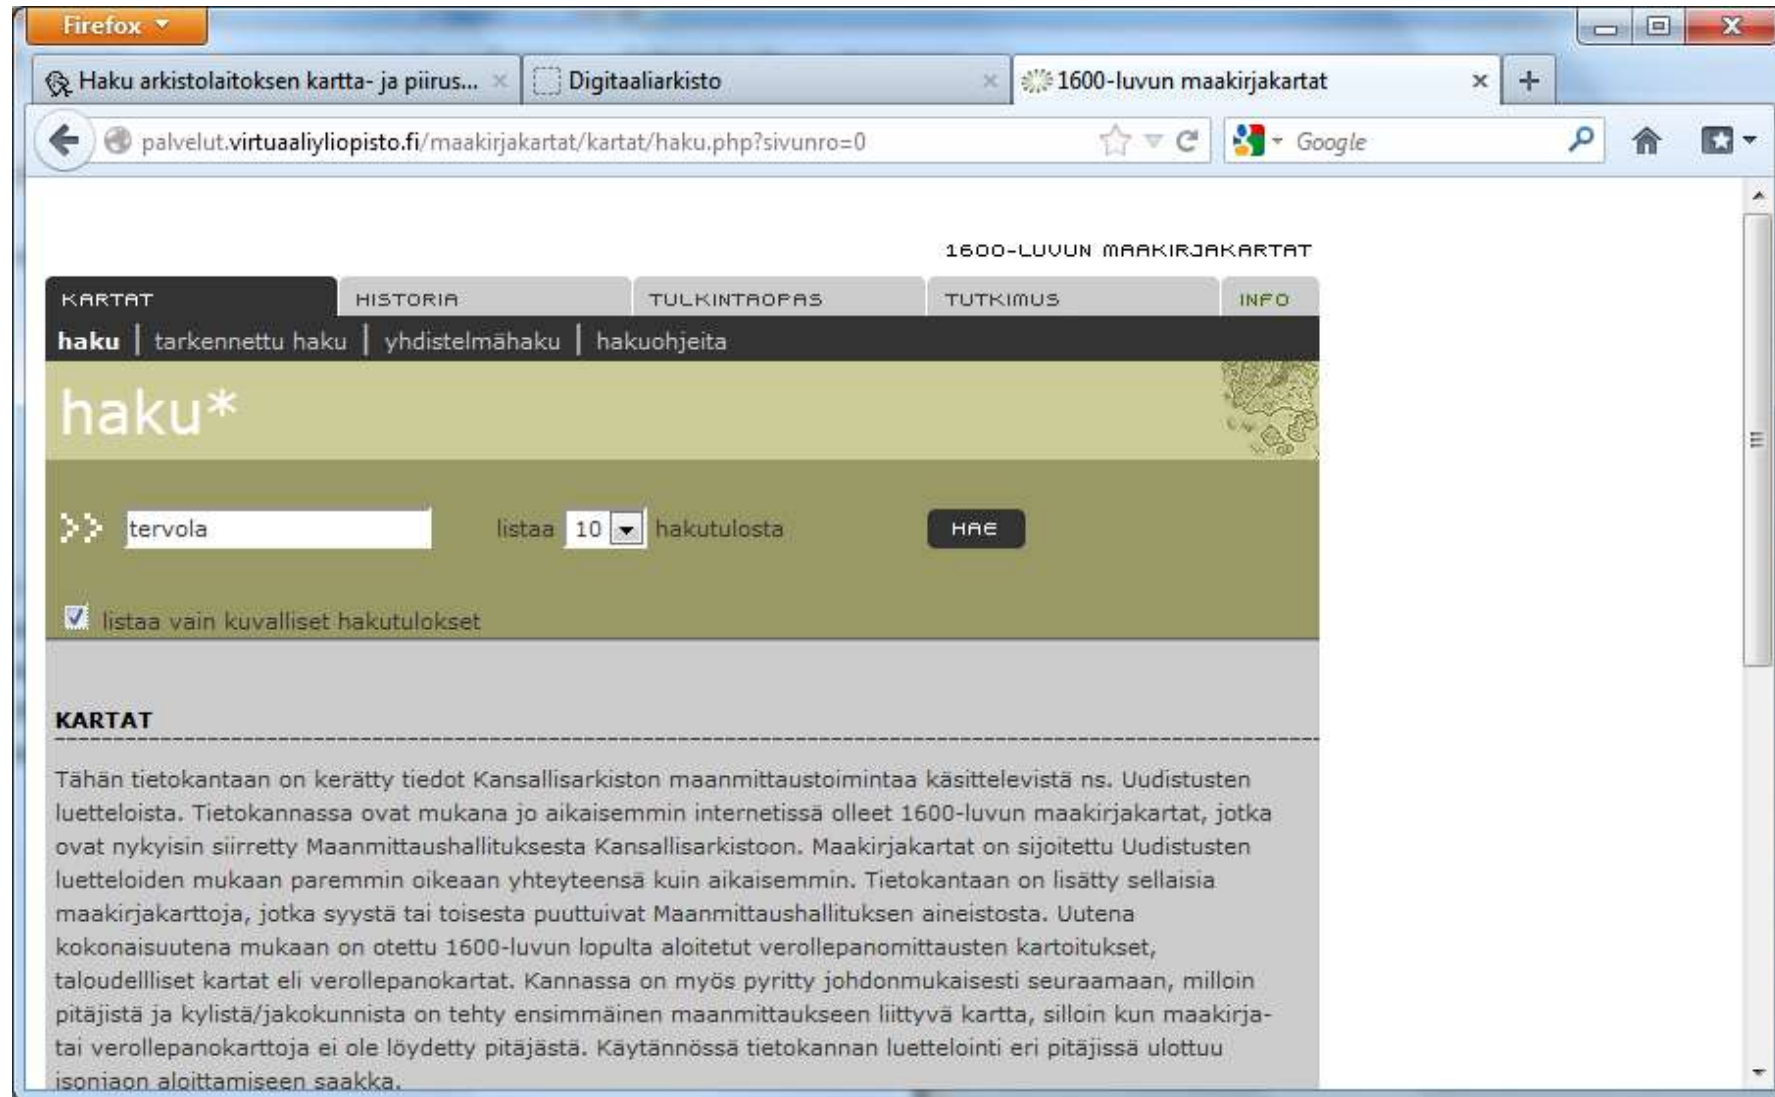 Firefox
Haku arkistolaitoksen kartta- ja piirus...
Digitaaliarkisto
1600-luvun maakirjakartat
palvelut.virtuaaliyliopisto.fi/maakirjakartat/kartat/haku.php?sivunro=0
Google
1600-LUVUN MAAKIRJAKARTAT
KARTAT HISTORIA TULKINTAOPAS TUTKIMUS INFO
haku | tarkennettu haku | yhdistelmähaku | hakuohjeita
haku*
>> tervola listaa 10 hakutulosta HAE
listaa vain kuvalliset hakutulokset
KARTAT
Tähän tietokantaan on kerätty tiedot Kansallisarkiston maanmittaustoimintaa käsittelevistä ns. Uudistusten
luetteloista. Tietokannassa ovat mukana jo aikaisemmin internetissä olleet 1600-luvun maakirjakartat, jotka
ovat nykyisin siirretty Maanmittaushallituksesta Kansallisarkistoon. Maakirjakartat on sijoitettu Uudistusten
luetteloiden mukaan paremmin oikeaan yhteyteensä kuin aikaisemmin. Tietokantaan on lisätty sellaisia
maakirjakarttoja, jotka syystä tai toisesta puuttuivat Maanmittaushallituksen aineistosta. Uutena
kokonaisuutena mukaan on otettu 1600-luvun lopulta aloitetut verollepanomittausten kartoitukset,
taloudellliset kartat eli verollepanokartat. Kannassa on myös pyritty johdonmukaisesti seuraamaan, milloin
pitäjistä ja kylistä/jakokunnista on tehty ensimmäinen maanmittaukseen liittyvä kartta, silloin kun maakirja-
tai verollepanokarttoja ei ole löydetty pitäjästä. Käytännössä tietokannan luettelointi eri pitäjissä ulottuu
isonjaon aloittamiseen saakka.